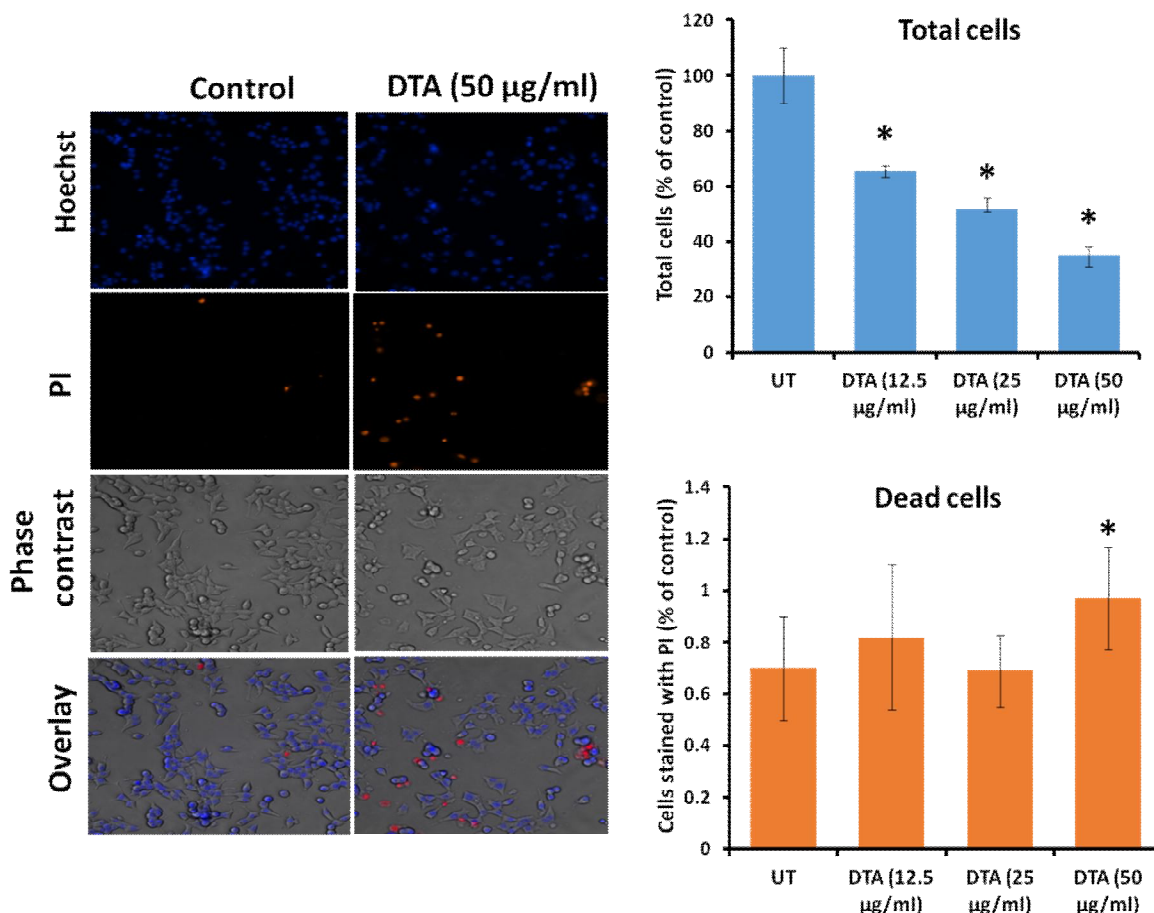 Control
DTA (50 µg/ml)
Hoechst
PI
Phase
contrast
Overlay
Total cells
Total cells (% of control)
120
100
80
60
40
20
0
*
*
*
UT
DTA (12.5
µg/ml)
DTA (25
µg/ml)
DTA (50
µg/ml)
Dead cells
Cells stained with PI (% of control)
1.4
1.2
1
0.8
0.6
0.4
0.2
0
*
UT
DTA (12.5
µg/ml)
DTA (25
µg/ml)
DTA (50
µg/ml)